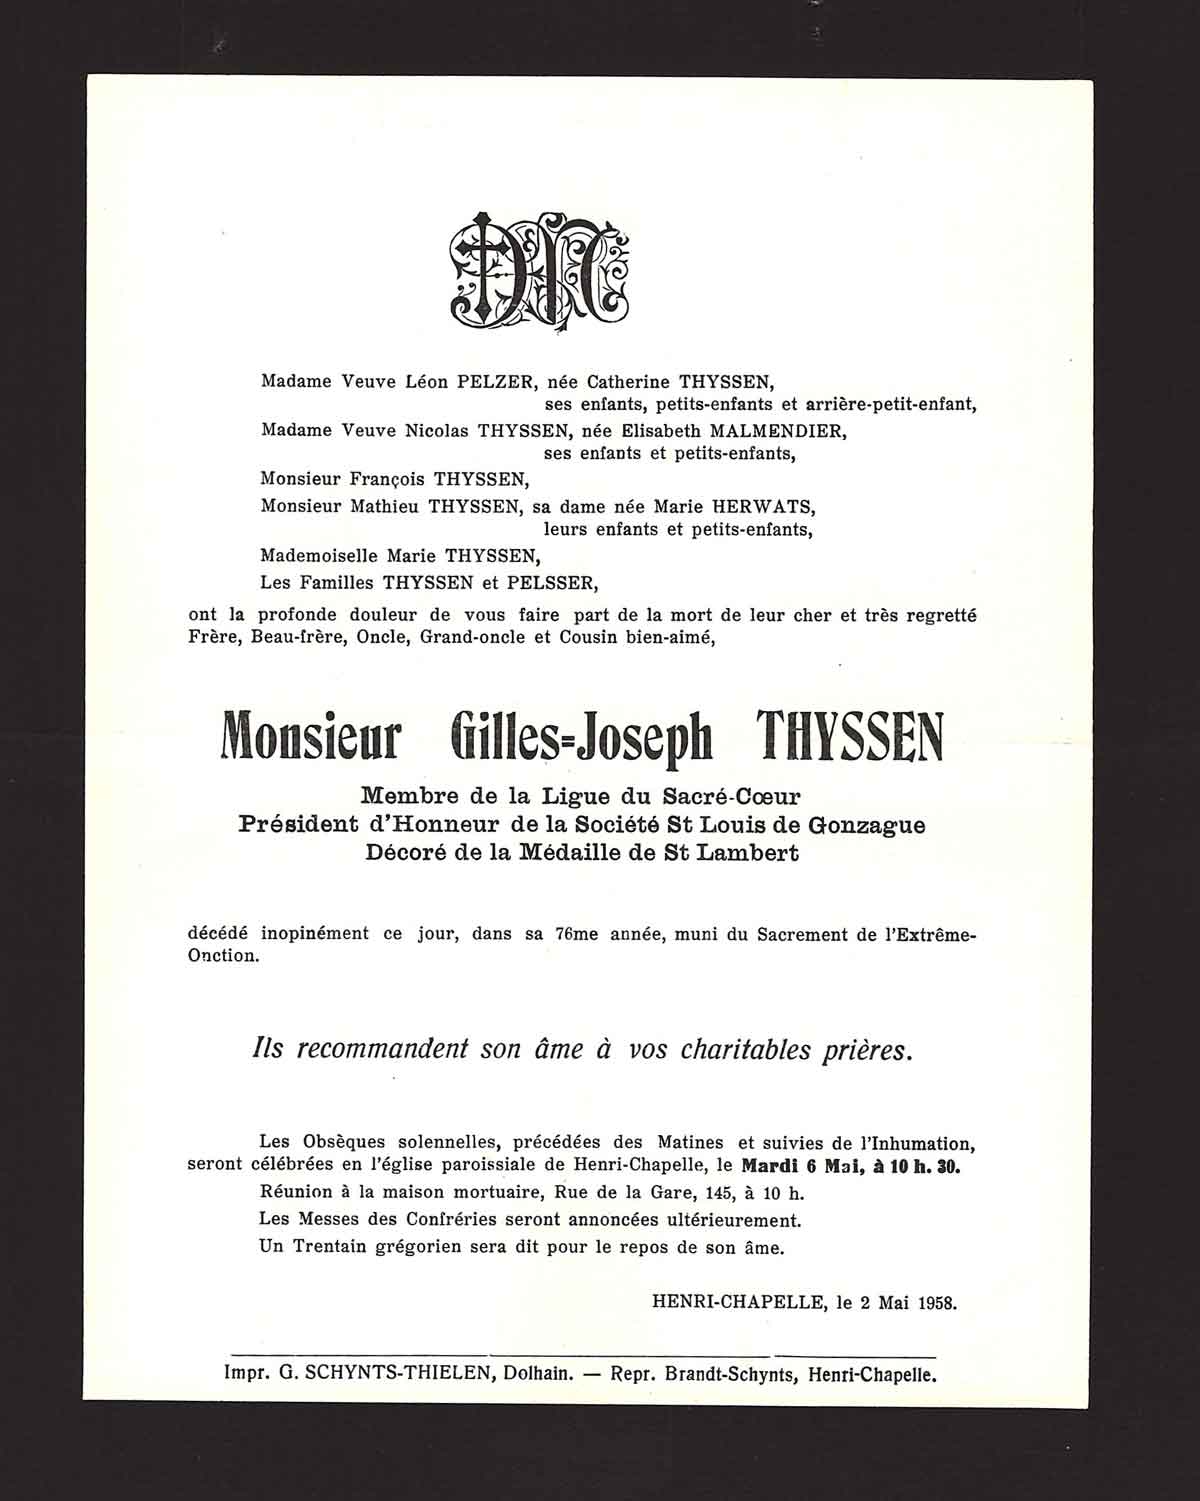 Madame Veuve Léon PELZER, née Catherine THYSSEN,
ses enfants, petits-enfants et arrière-petit-enfant,
Madame Veuve Nicolas THYSSEN, née Elisabeth MALMENDIER,
ses enfants et petits-enfants,
Monsieur François THYSSEN,
Monsieur Mathieu THYSSEN, sa dame née Marie HERWATS,
leurs enfants et petits-enfants,
Mademoiselle Marie THYSSEN,
Les Familles THYSSEN et PELSSER,
ont la profonde douleur de vous faire part de la mort de leur cher et très regretté
Frère, Beau-frère, Oncle, Grand-oncle et Cousin bien-aimé,
Monsieur Gilles=Joseph THYSSEN
Membre de la Ligue du Sacré-Cœur
Président d'Honneur de la Société St Louis de Gonzague
Décoré de la Médaille de St Lambert
décédé inopinément ce jour, dans sa 76me année, muni du Sacrement de l'Extrême-
Onction.
Ils recommandent son âme à vos charitables prières.
Les Obsèques solennelles, précédées des Matines et suivies de l'Inhumation,
seront célébrées en l'église paroissiale de Henri-Chapelle, le Mardi 6 Mai, à 10 h. 30.
Réunion à la maison mortuaire, Rue de la Gare, 145, à 10 h.
Les Messes des Confréries seront annoncées ultérieurement.
Un Trentain grégorien sera dit pour le repos de son âme.
HENRI-CHAPELLE, le 2 Mai 1958.
Impr. G. SCHYNTS-THIELEN, Dolhain. — Repr. Brandt-Schynts, Henri-Chapelle.